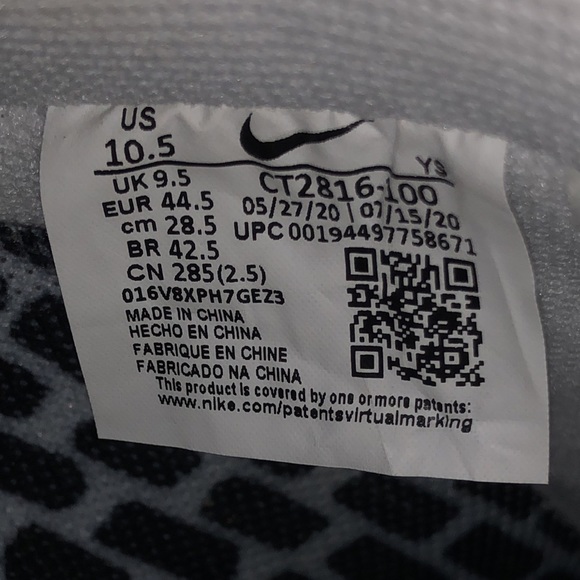 US
10.5
YS
UK 9.5
CT2816-100
EUR 44.5
05/27/20 | 07/15/20
cm 28.5
UPC 00194497758671
BR 42.5
CN 285(2.5)
016V8XPH7GEZ3
MADE IN CHINA
HECHO EN CHINA
FABRIQUE EN CHINE
FABRICADO NA CHINA
This product is covered by one or more patents:
www.nike.com/patentsvirtualmarking